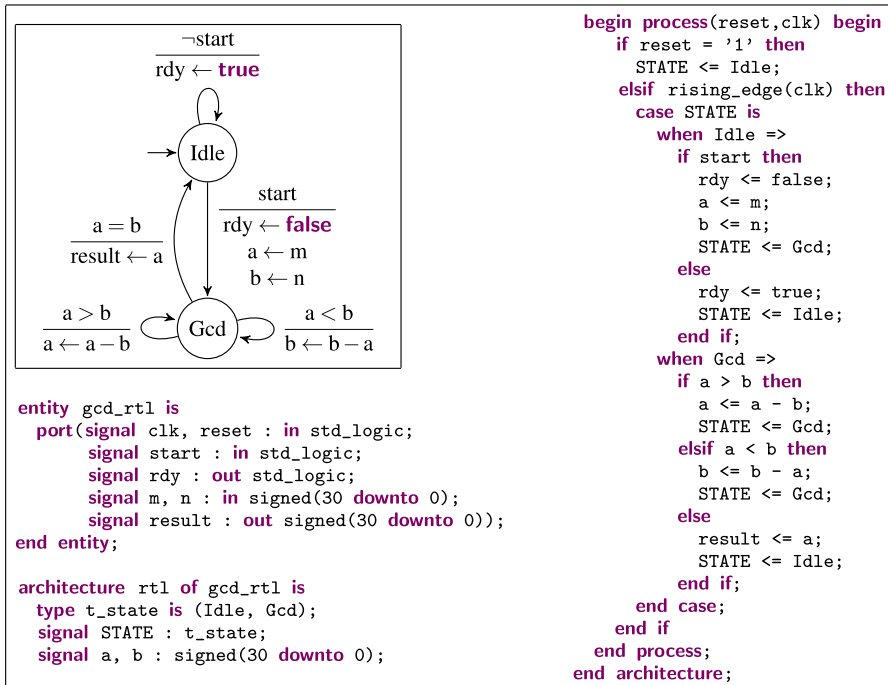 ¬start
rdy ← true
Idle
start
rdy ← false
a ← m
b ← n
a = b
result ← a
a > b
a ← a − b
Gcd
a < b
b ← b − a
entity gcd_rtl is
port(signal clk, reset : in std_logic;
signal start : in std_logic;
signal rdy : out std_logic;
signal m, n : in signed(30 downto 0);
signal result : out signed(30 downto 0));
end entity;
architecture rtl of gcd_rtl is
type t_state is (Idle, Gcd);
signal STATE : t_state;
signal a, b : signed(30 downto 0);
begin process(reset,clk) begin
if reset = '1' then
STATE <= Idle;
elsif rising_edge(clk) then
case STATE is
when Idle =>
if start then
rdy <= false;
a <= m;
b <= n;
STATE <= Gcd;
else
rdy <= true;
STATE <= Idle;
end if;
when Gcd =>
if a > b then
a <= a - b;
STATE <= Gcd;
elsif a < b then
b <= b - a;
STATE <= Gcd;
else
result <= a;
STATE <= Idle;
end if;
end case;
end if
end process;
end architecture;